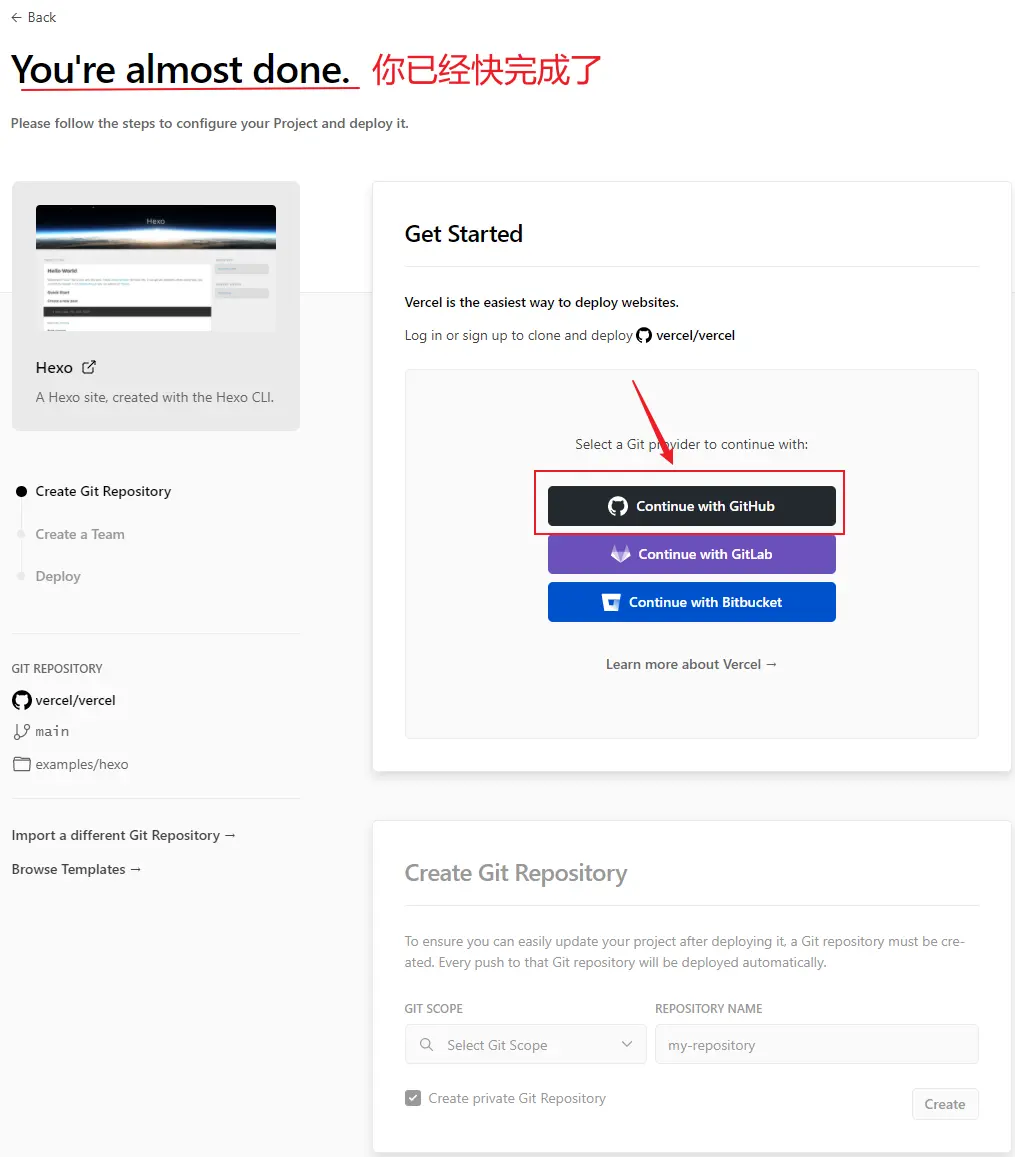 ← Back
You're almost done. 你已经快完成了
Please follow the steps to configure your Project and deploy it.
Hexo
Hello World
Hexo
A Hexo site, created with the Hexo CLI.
Create Git Repository
Create a Team
Deploy
GIT REPOSITORY
vercel/vercel
main
examples/hexo
Import a different Git Repository →
Browse Templates →
Get Started
Vercel is the easiest way to deploy websites.
Log in or sign up to clone and deploy vercel/vercel
Select a Git provider to continue with:
Continue with GitHub
Continue with GitLab
Continue with Bitbucket
Learn more about Vercel →
Create Git Repository
To ensure you can easily update your project after deploying it, a Git repository must be cre-
ated. Every push to that Git repository will be deployed automatically.
GIT SCOPE
REPOSITORY NAME
Select Git Scope
my-repository
Create private Git Repository
Create